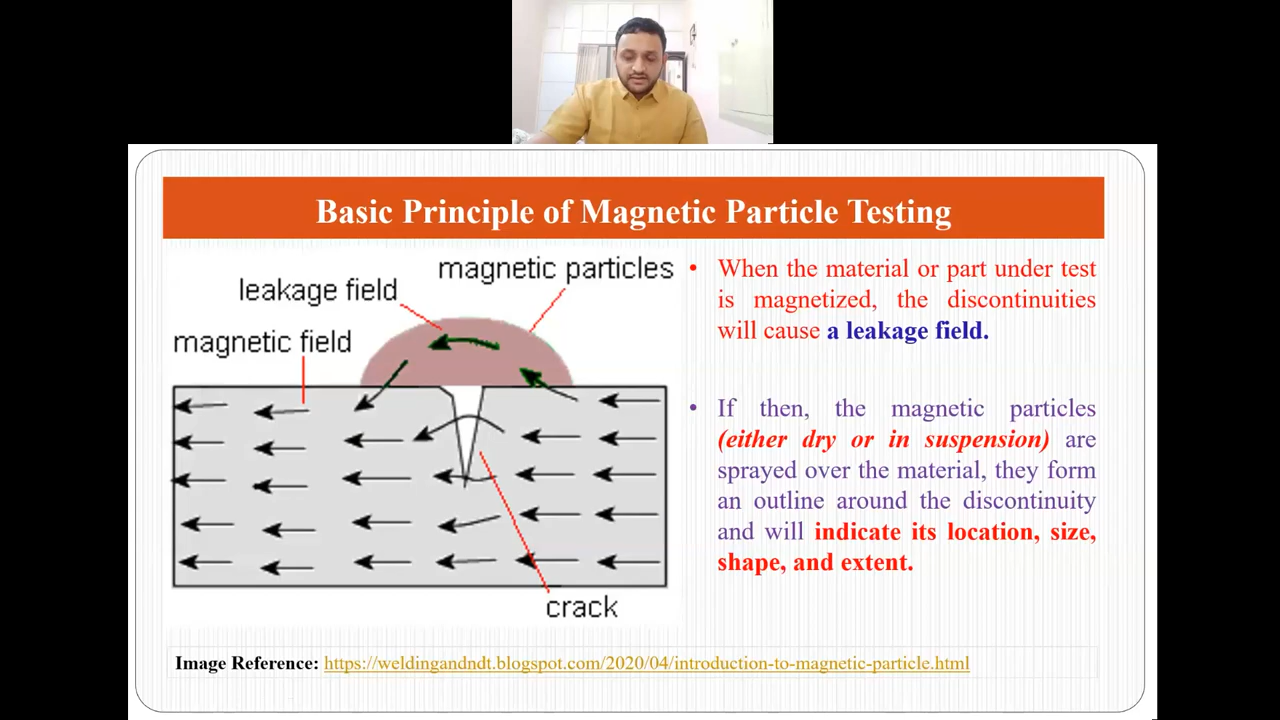 Basic Principle of Magnetic Particle Testing
magnetic particles
leakage field
magnetic field
crack
• When the material or part under test
is magnetized, the discontinuities
will cause a leakage field.
• If then, the magnetic particles
(either dry or in suspension) are
sprayed over the material, they form
an outline around the discontinuity
and will indicate its location, size,
shape, and extent.
Image Reference: https://weldingandndt.blogspot.com/2020/04/introduction-to-magnetic-particle.html